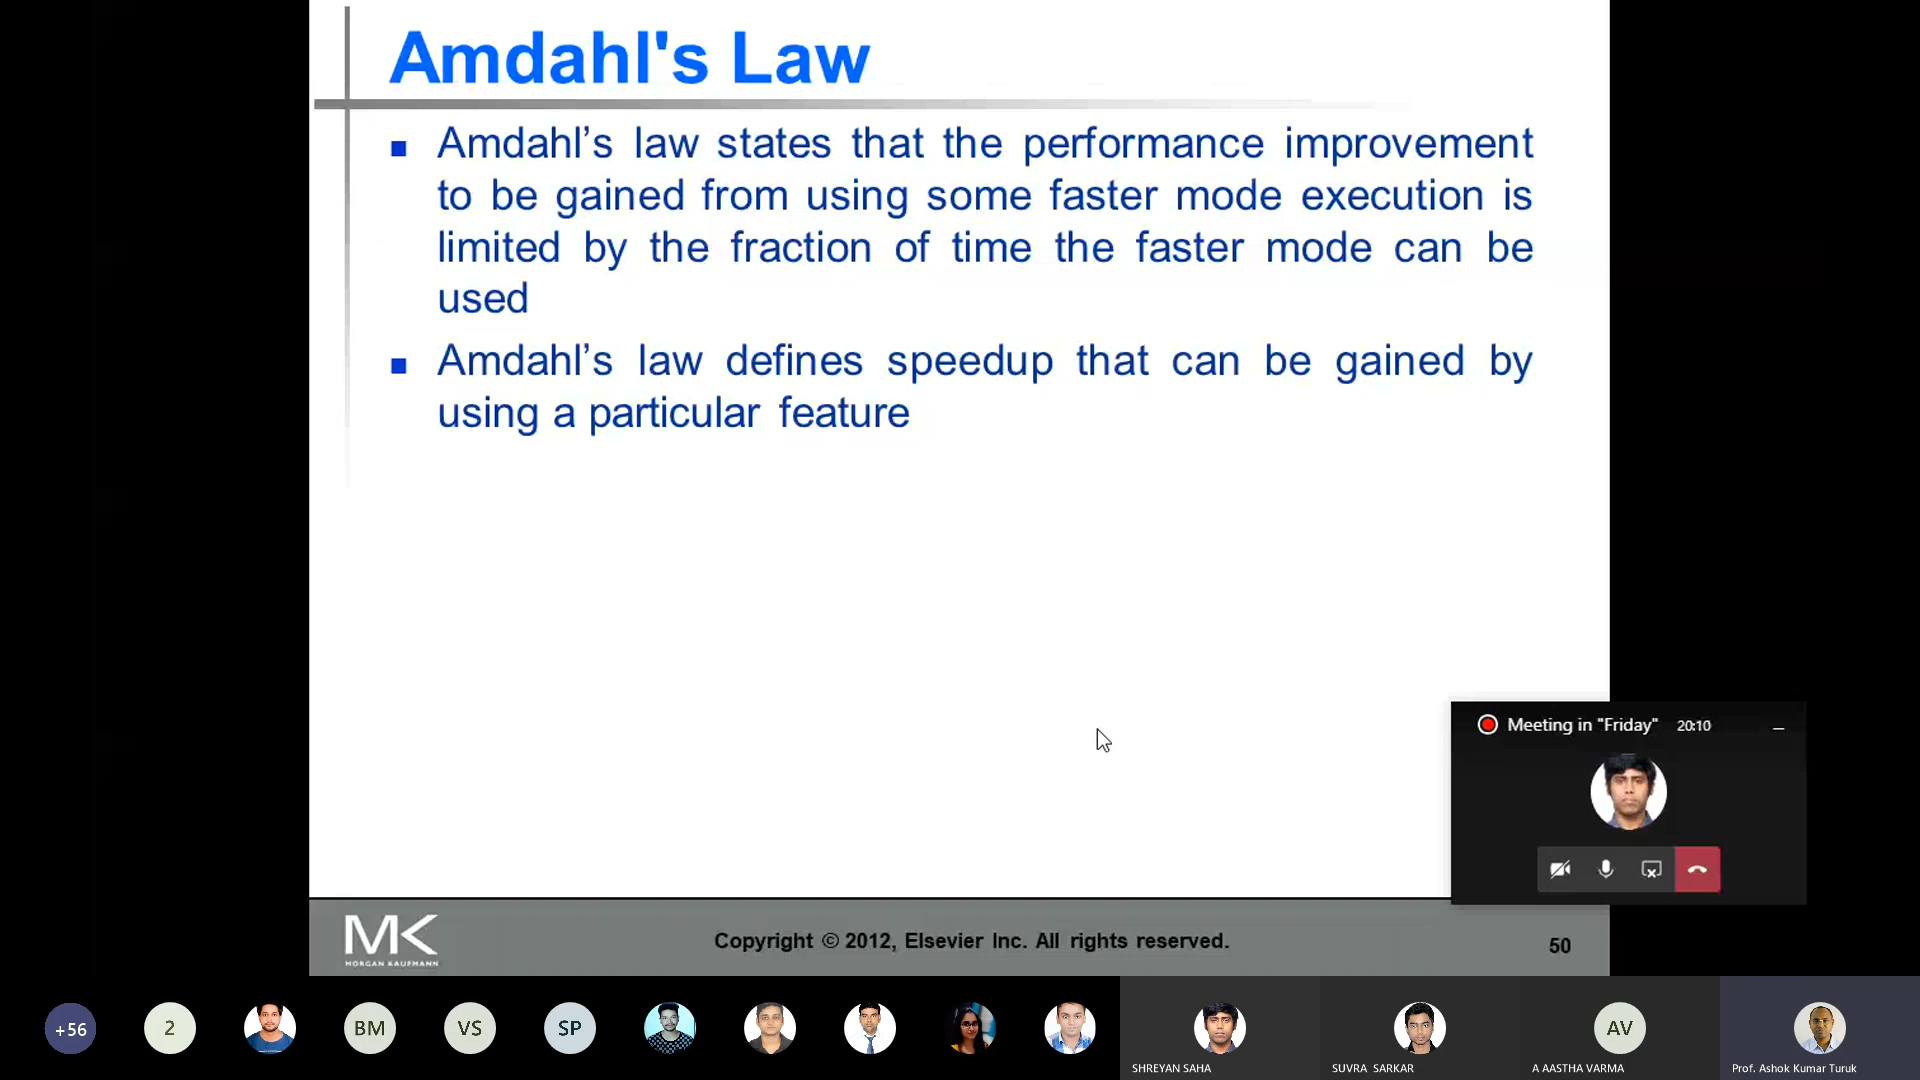 Amdahl's Law
■ Amdahl’s law states that the performance improvement
to be gained from using some faster mode execution is
limited by the fraction of time the faster mode can be
used
■ Amdahl’s law defines speedup that can be gained by
using a particular feature
Meeting in "Friday" 20:10
MK
MORGAN KAUFMANN
Copyright © 2012, Elsevier Inc. All rights reserved.
50
+56
2
BM
VS
SP
AV
SHREYAN SAHA
SUVRA SARKAR
A AASTHA VARMA
Prof. Ashok Kumar Turuk